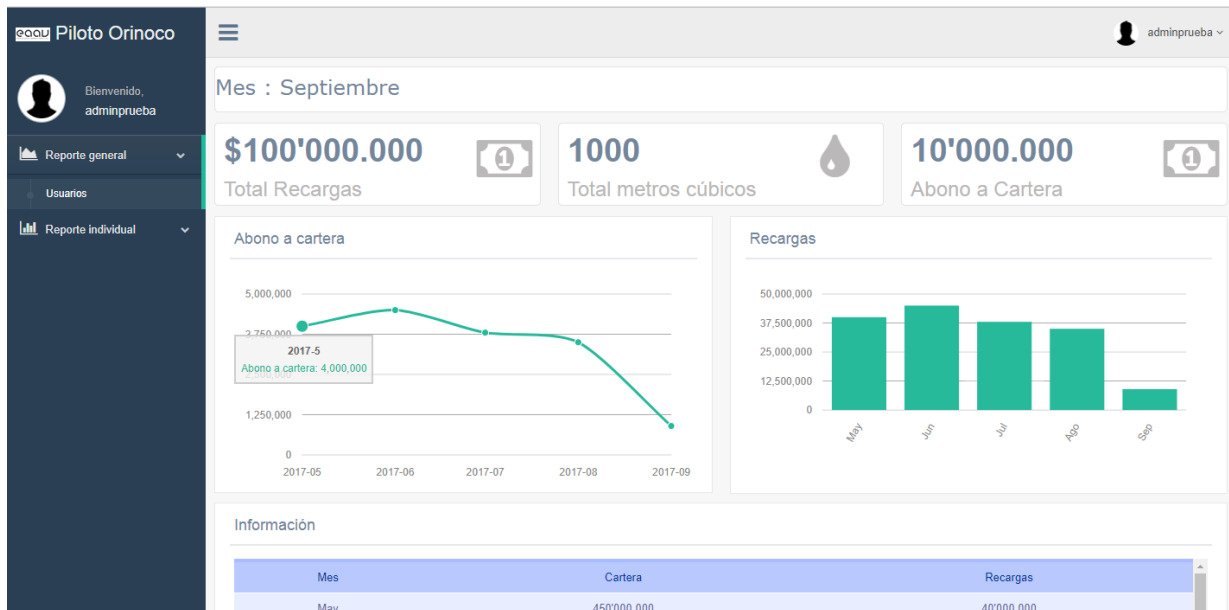 eaav Piloto Orinoco
adminprueba
Bienvenido,
adminprueba
Reporte general
Usuarios
Reporte individual
Mes : Septiembre
$100'000.000
Total Recargas
1000
Total metros cúbicos
10'000.000
Abono a Cartera
Abono a cartera
5,000,000
3,750,000
2017-5
Abono a cartera: 4,000,000
1,250,000
0
2017-05 2017-06 2017-07 2017-08 2017-09
Recargas
50,000,000
37,500,000
25,000,000
12,500,000
0
May Jun Jul Ago Sep
Información
Mes Cartera Recargas
May 450'000.000 40'000.000